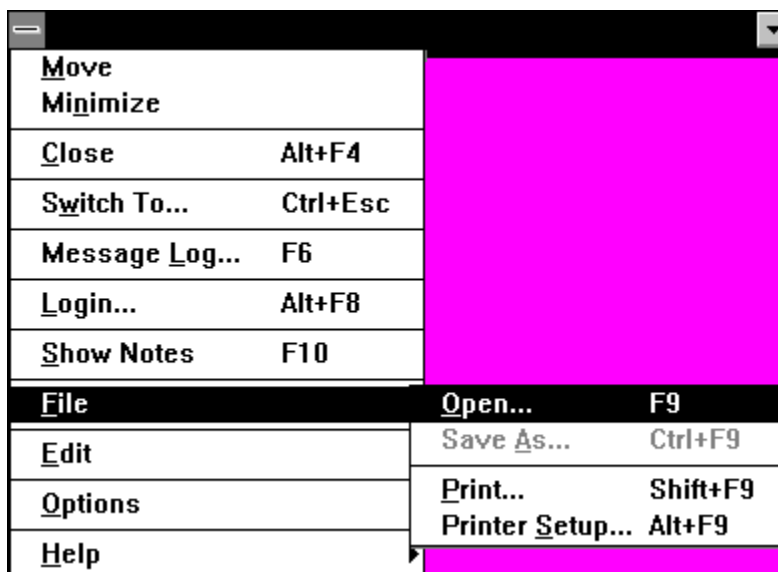 Move
Minimize
Close Alt+F4
Switch To... Ctrl+Esc
Message Log... F6
Login... Alt+F8
Show Notes F10
File
Open... F9
Save As... Ctrl+F9
Edit
Print... Shift+F9
Options
Printer Setup... Alt+F9
Help